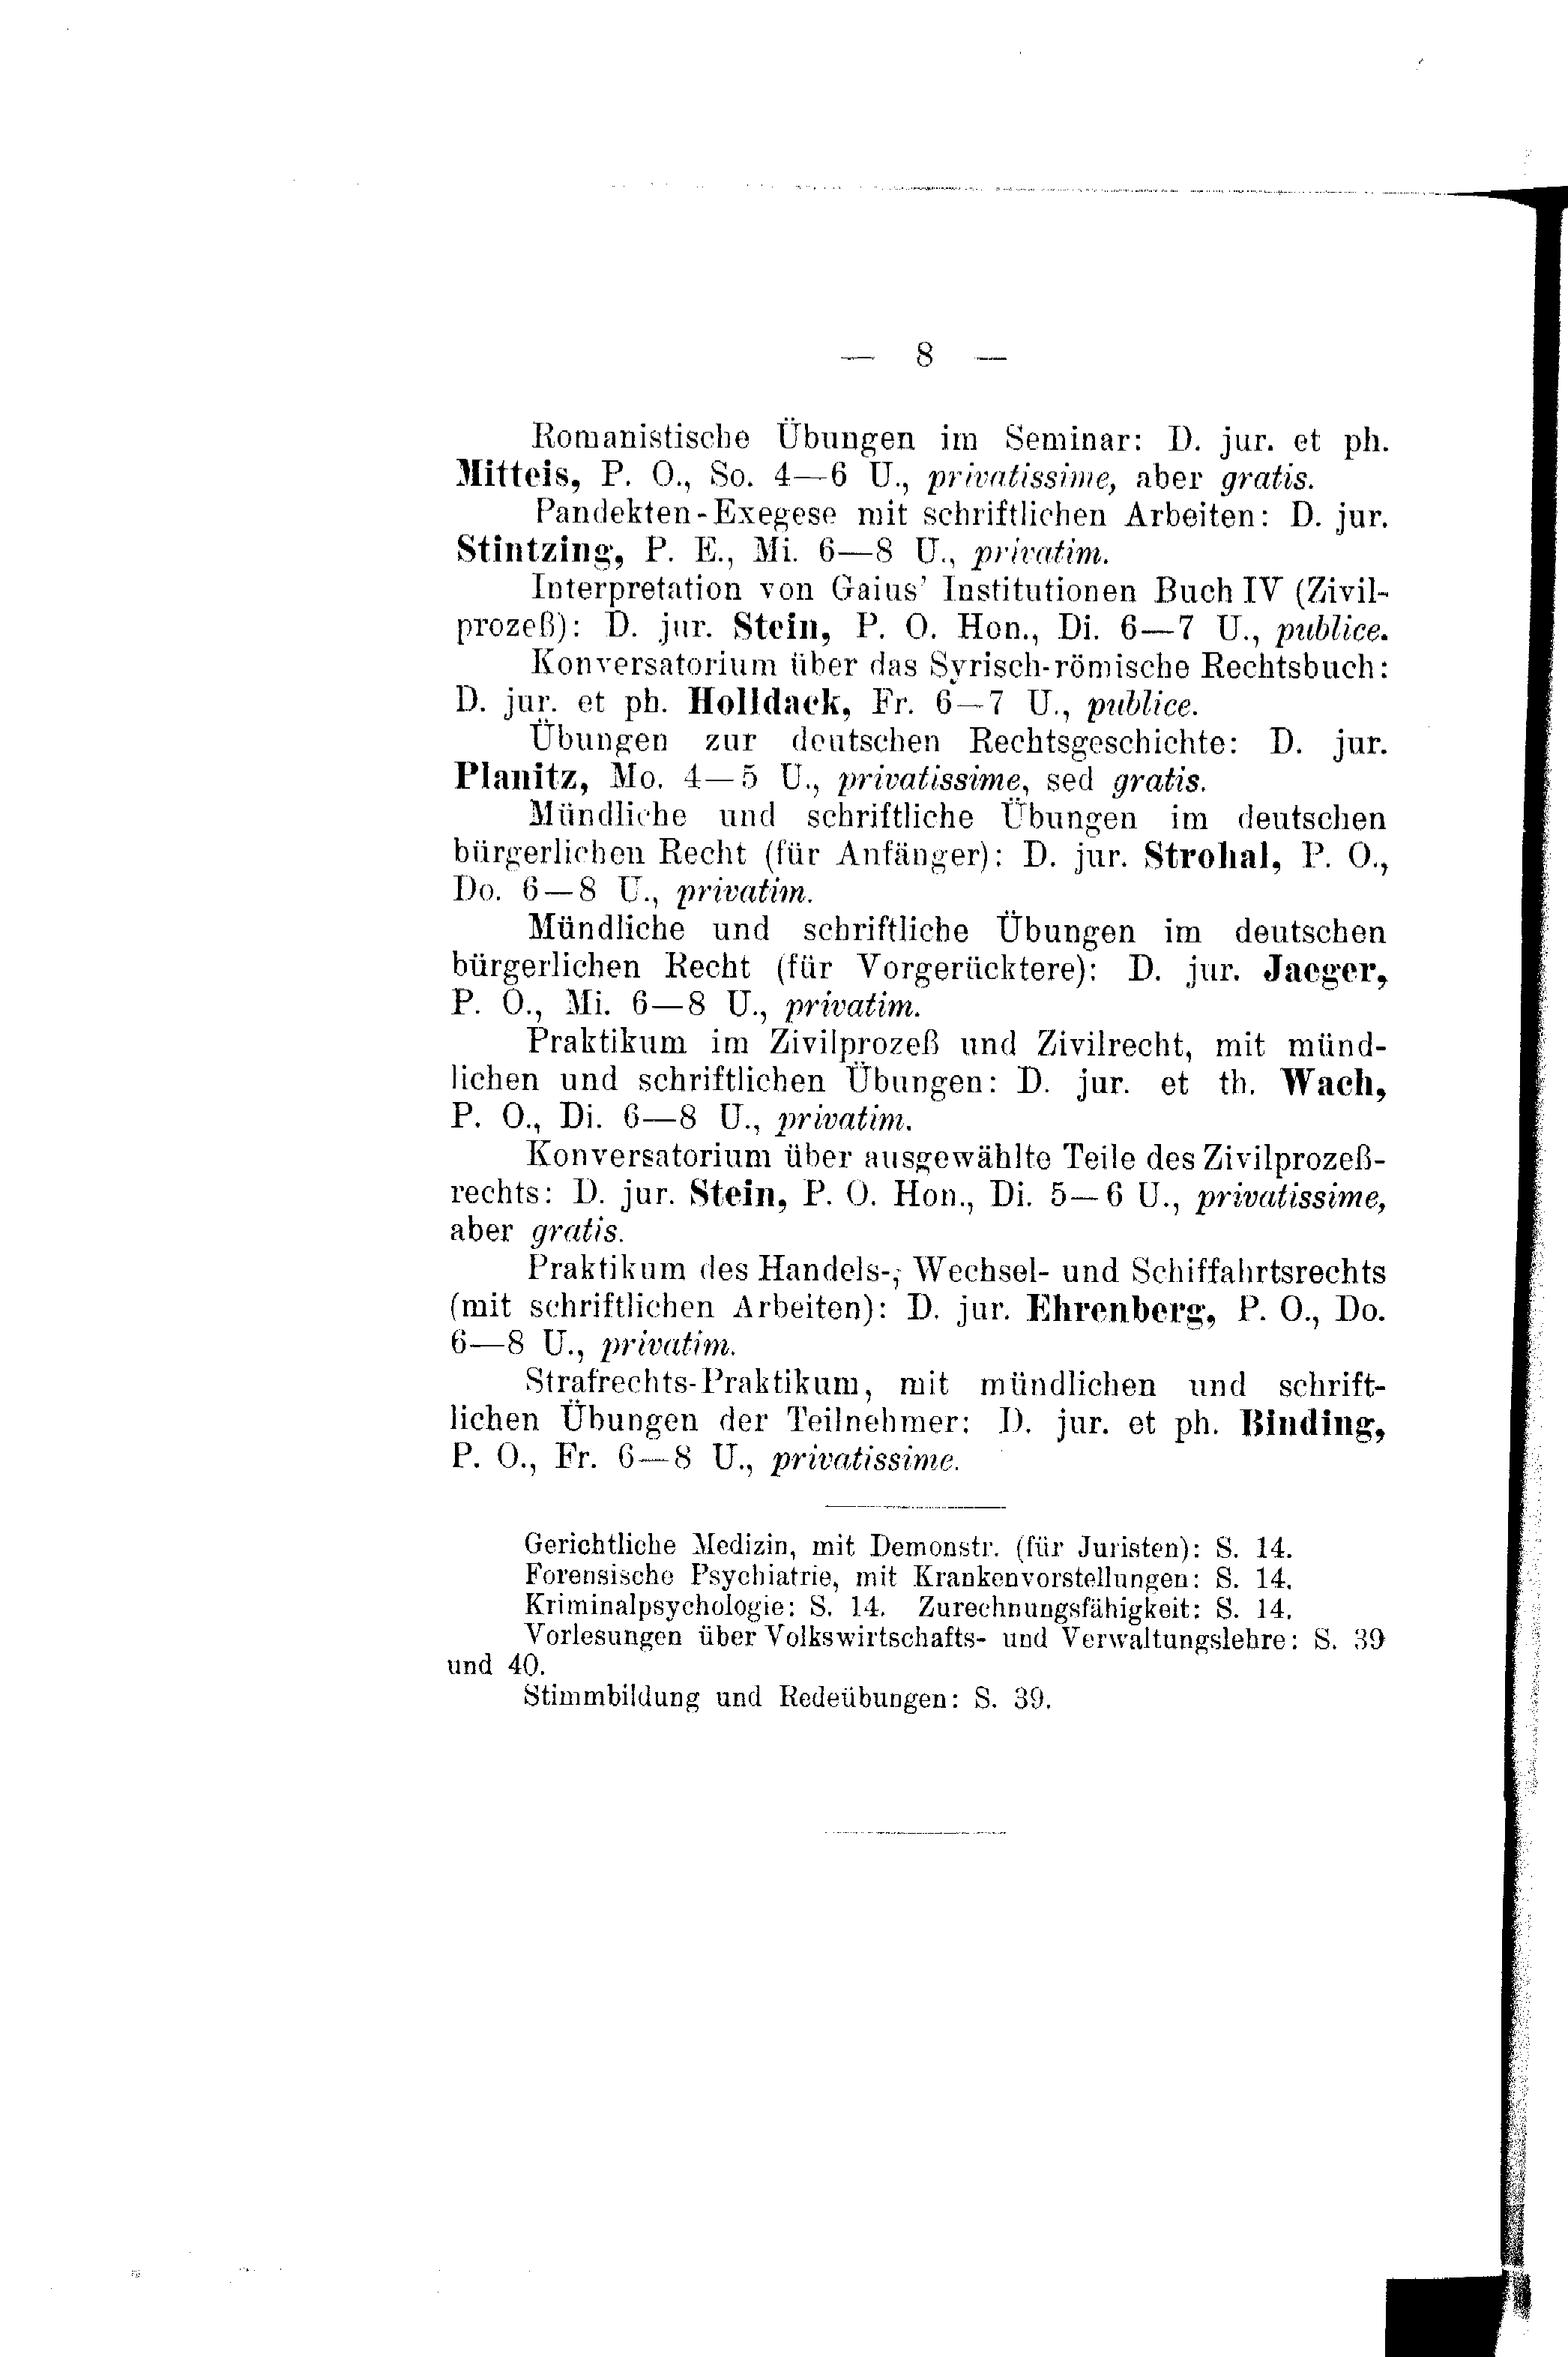 — 8 —
Romanistische Übungen im Seminar: D. jur. et ph.
Mitteis, P. O., So. 4—6 U., privatissime, aber gratis.
Pandekten-Exegese mit schriftlichen Arbeiten: D. jur.
Stintzing, P. E., Mi. 6—8 U., privatim.
Interpretation von Gaius' Institutionen Buch IV (Zivil-
prozeß): D. jur. Stein, P. O. Hon., Di. 6—7 U., publice.
Konversatorium über das Syrisch-römische Rechtsbuch:
D. jur. et ph. Holldack, Fr. 6—7 U., publice.
Übungen zur deutschen Rechtsgeschichte: D. jur.
Planitz, Mo. 4—5 U., privatissime, sed gratis.
Mündliche und schriftliche Übungen im deutschen
bürgerlichen Recht (für Anfänger): D. jur. Strohal, P. O.,
Do. 6—8 U., privatim.
Mündliche und schriftliche Übungen im deutschen
bürgerlichen Recht (für Vorgerücktere): D. jur. Jaeger,
P. O., Mi. 6—8 U., privatim.
Praktikum im Zivilprozeß und Zivilrecht, mit münd-
lichen und schriftlichen Übungen: D. jur. et th. Wach,
P. O., Di. 6—8 U., privatim.
Konversatorium über ausgewählte Teile des Zivilprozeß-
rechts: D. jur. Stein, P. O. Hon., Di. 5—6 U., privatissime,
aber gratis.
Praktikum des Handels-, Wechsel- und Schiffahrtsrechts
(mit schriftlichen Arbeiten): D. jur. Ehrenberg, P. O., Do.
6—8 U., privatim.
Strafrechts-Praktikum, mit mündlichen und schrift-
lichen Übungen der Teilnehmer: D. jur. et ph. Binding,
P. O., Fr. 6—8 U., privatissime.
Gerichtliche Medizin, mit Demonstr. (für Juristen): S. 14.
Forensische Psychiatrie, mit Krankenvorstellungen: S. 14.
Kriminalpsychologie: S. 14. Zurechnungsfähigkeit: S. 14.
Vorlesungen über Volkswirtschafts- und Verwaltungslehre: S. 39
und 40.
Stimmbildung und Redeübungen: S. 39.